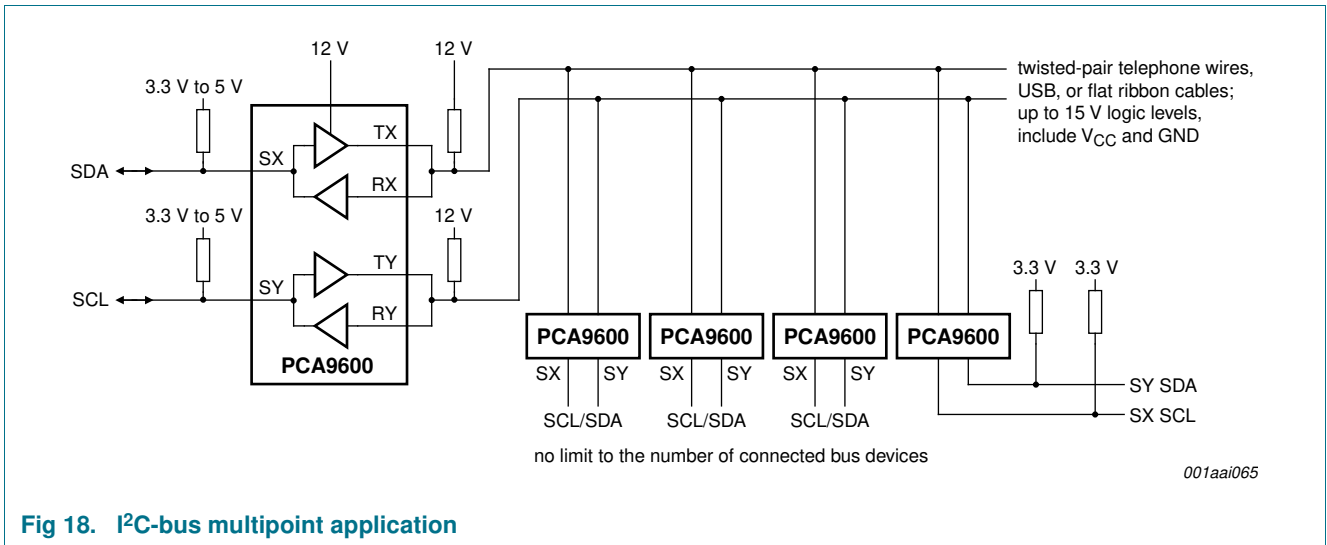 12 V
12 V
3.3 V to 5 V
twisted-pair telephone wires,
USB, or flat ribbon cables;
up to 15 V logic levels,
include VCC and GND
TX
SX
SDA
RX
3.3 V to 5 V
12 V
TY
SY
SCL
RY
PCA9600
3.3 V 3.3 V
PCA9600 PCA9600 PCA9600 PCA9600
SX SY SX SY SX SY
SY SDA
SX SCL
SCL/SDA SCL/SDA SCL/SDA
no limit to the number of connected bus devices
001aai065
Fig 18. I2C-bus multipoint application